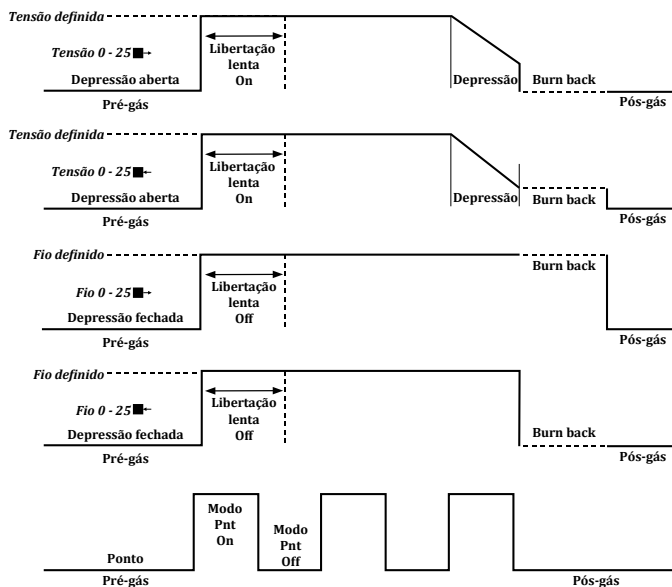 Tensão definida
Tensão 0 - 25
Libertação
lenta
On
Depressão aberta
Depressão
Burn back
Pré-gás
Pós-gás
Tensão definida
Tensão 0 - 25
Libertação
lenta
On
Depressão aberta
Depressão
Burn back
Pré-gás
Pós-gás
Fio definido
Burn back
Fio 0 - 25
Libertação
lenta
Off
Depressão fechada
Pré-gás
Pós-gás
Fio definido
Fio 0 - 25
Libertação
lenta
Off
Depressão fechada
Burn back
Pré-gás
Pós-gás
Modo
Pnt
On
Modo
Pnt
Off
Ponto
Pré-gás
Pós-gás